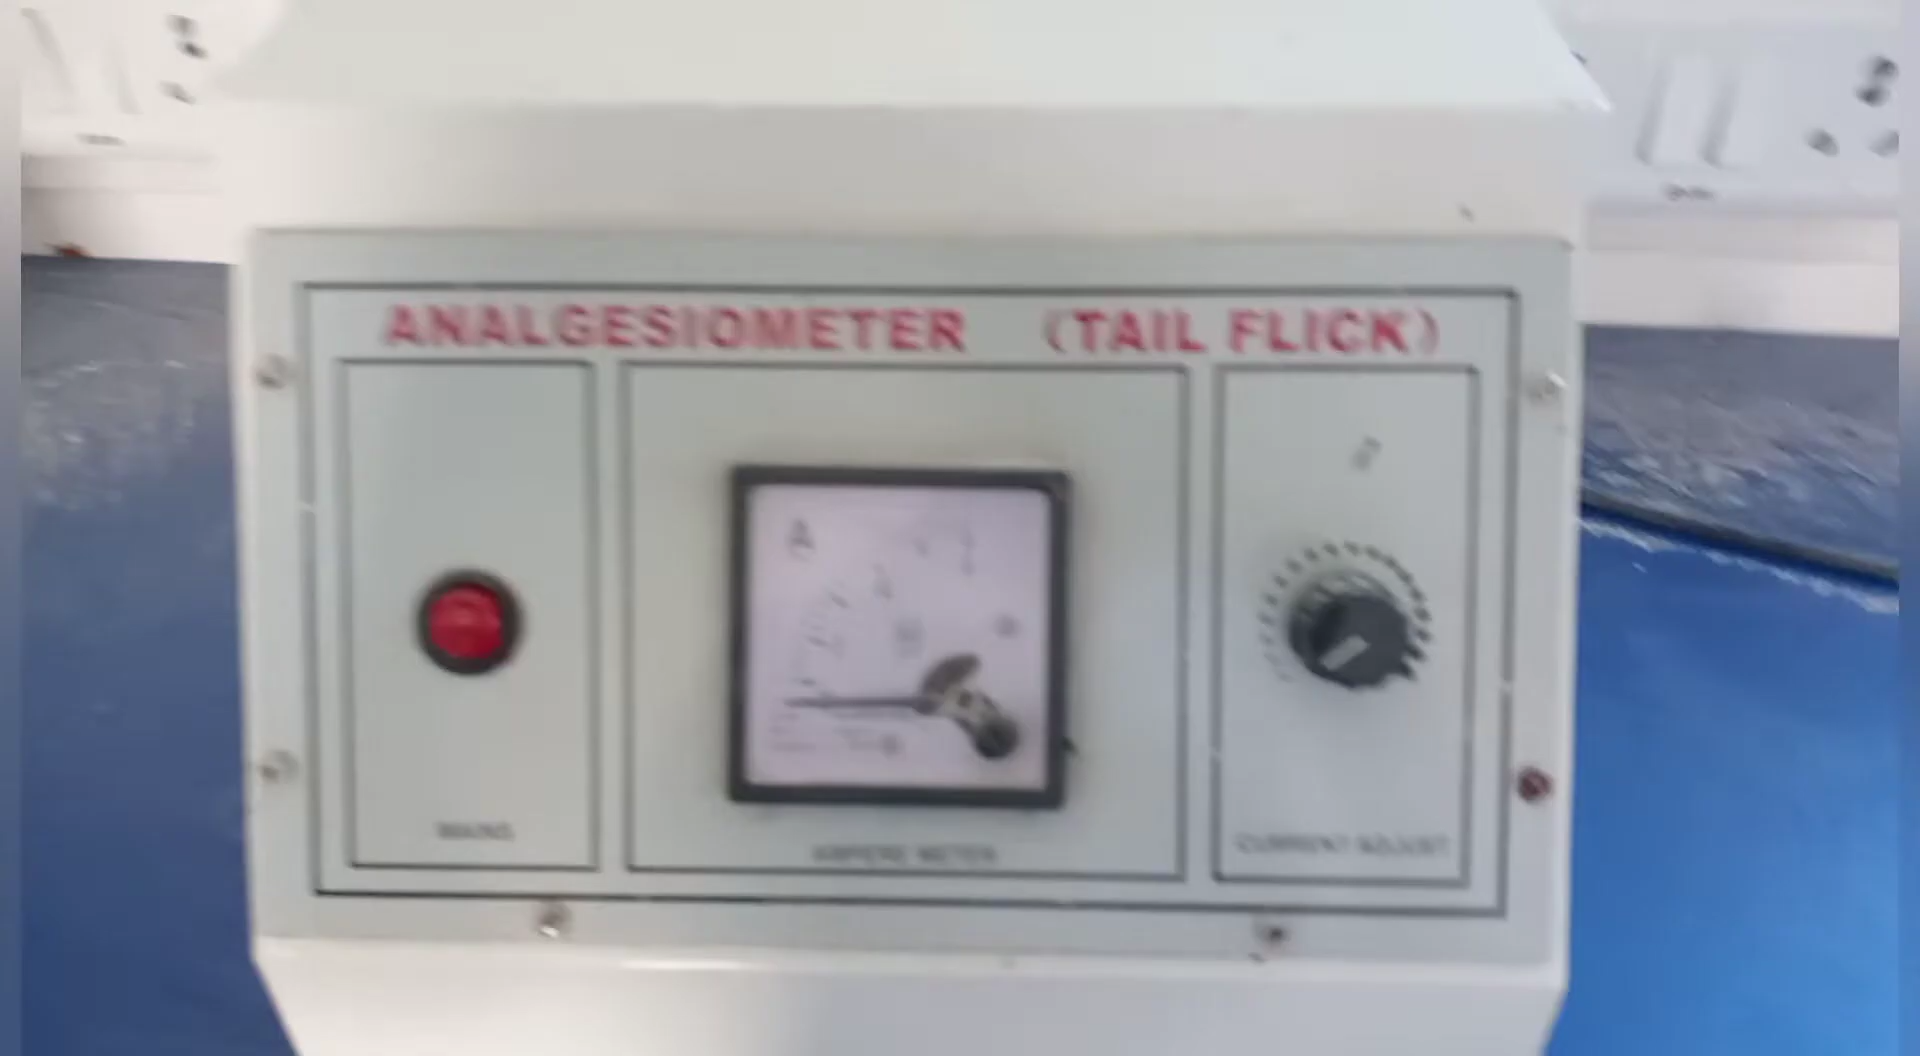 ANALGESIOMETER (TAIL FLICK)
A
MAINS
AMPERE METER
CURRENT ADJUST